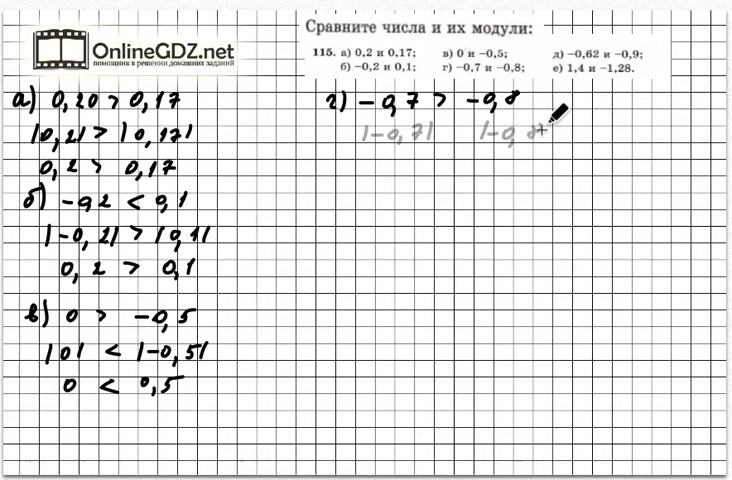 OnlineGDZ.net
помощник в решении домашних заданий
Сравните числа и их модули:
115. а) 0,2 и 0,17; в) 0 и −0,5; д) −0,62 и −0,9;
б) −0,2 и 0,1; г) −0,7 и −0,8; е) 1,4 и −1,28.
а) 0,20 > 0,17
|0,2| > |0,17|
0,2 > 0,17
б) −0,2 < 0,1
|−0,2| > |0,1|
0,2 > 0,1
в) 0 > −0,5
|0| < |−0,5|
0 < 0,5
г) −0,7 > −0,8
|−0,7| |−0,8